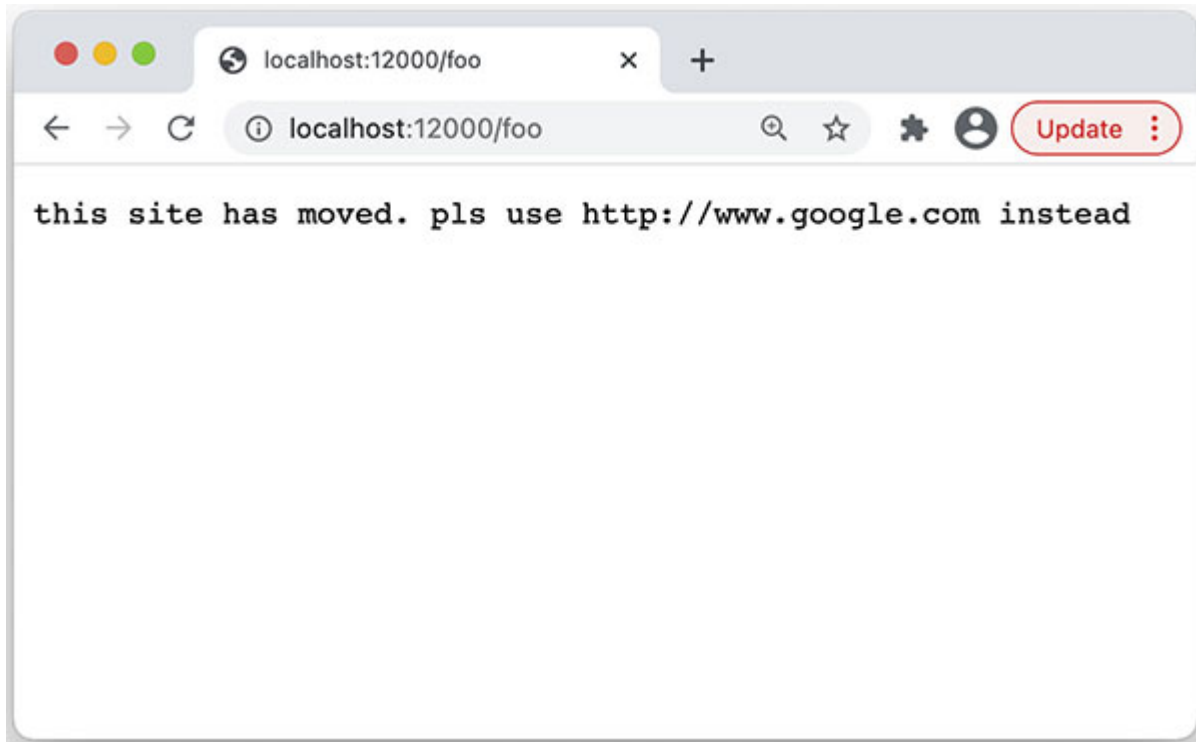 localhost:12000/foo
localhost:12000/foo
Update
this site has moved. pls use http://www.google.com instead